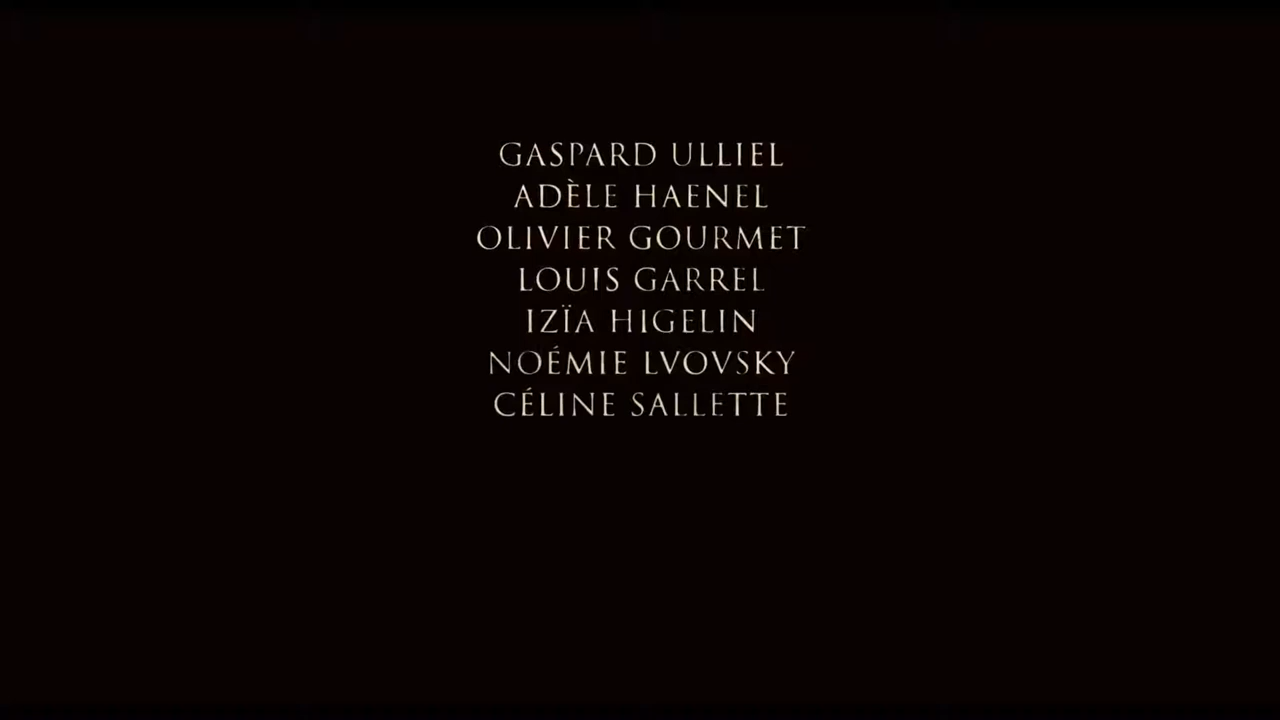 GASPARD ULLIEL
ADÈLE HAENEL
OLIVIER GOURMET
LOUIS GARREL
IZÏA HIGELIN
NOÉMIE LVOVSKY
CÉLINE SALLETTE